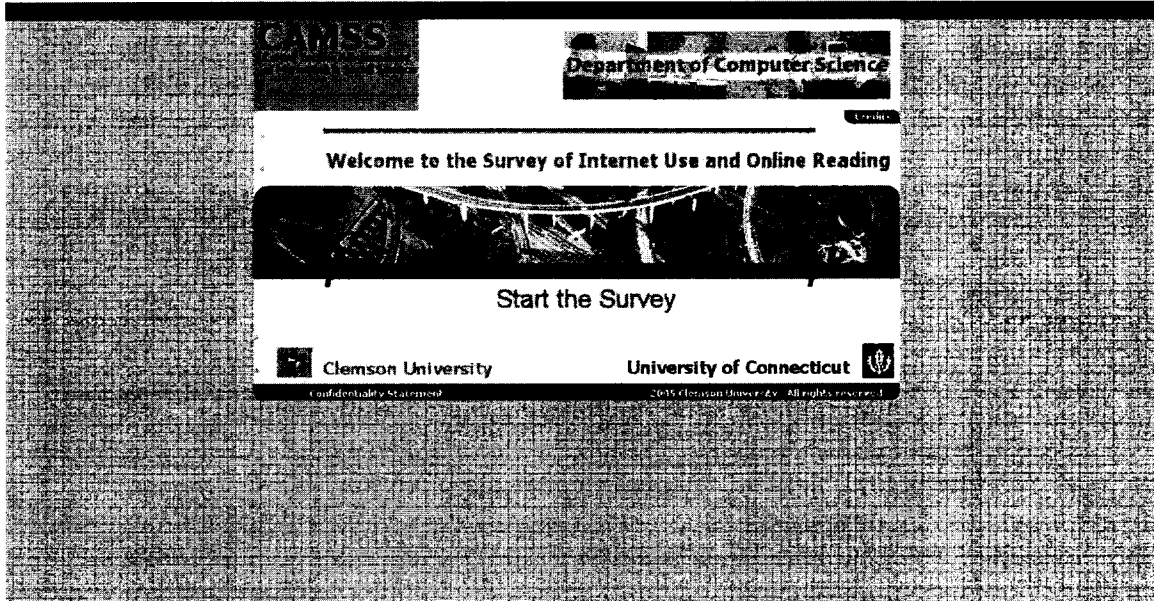 CAMSS
Department of Computer Science
Credits
Welcome to the Survey of Internet Use and Online Reading
Start the Survey
Clemson University
University of Connecticut
Confidentiality Statement
2005 Clemson University All rights reserved